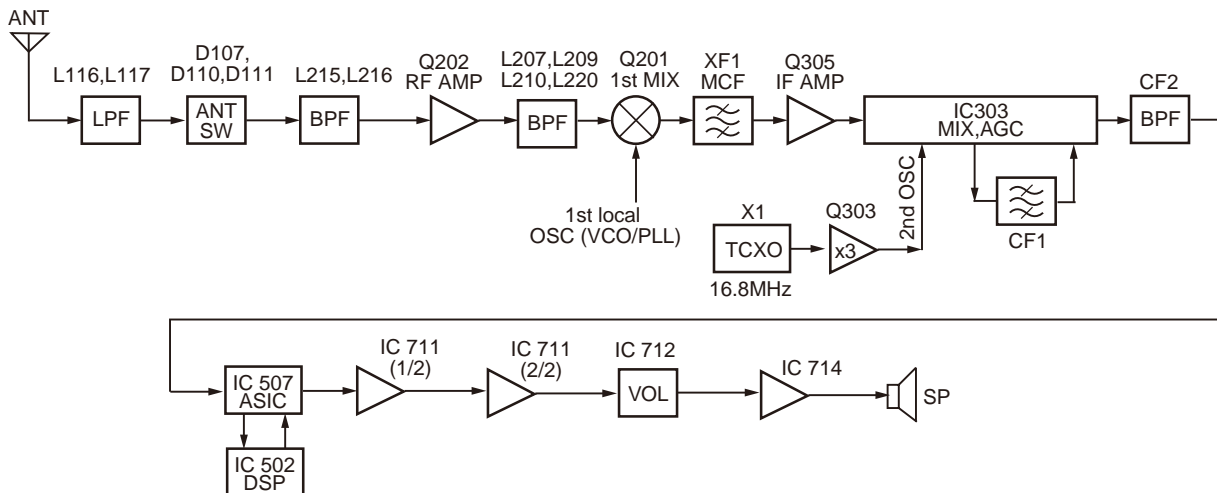 ANT
L116,L117
LPF
D107,
D110,D111
ANT
SW
L215,L216
BPF
Q202
RF AMP
L207,L209
L210,L220
BPF
Q201
1st MIX
1st local
OSC (VCO/PLL)
XF1
MCF
Q305
IF AMP
IC303
MIX,AGC
CF2
BPF
2nd OSC
CF1
X1
TCXO
16.8MHz
Q303
x3
IC 507
ASIC
IC 502
DSP
IC 711
(1/2)
IC 711
(2/2)
IC 712
VOL
IC 714
SP